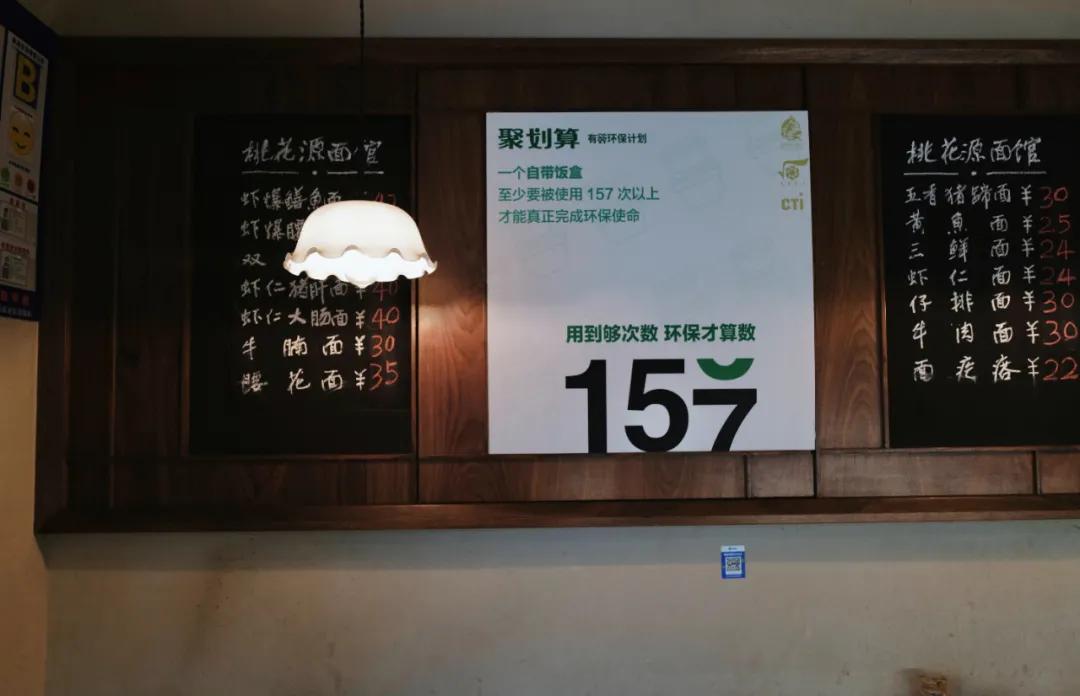 B
桃花源面馆
虾爆鳝魚面
虾爆腰
双
虾仁猪肝面¥40
虾仁大肠面¥40
牛腩面¥30
腰花面¥35
聚划算 有弱环保计划
一个自带饭盒
至少要被使用 157 次以上
才能真正完成环保使命
CTi
用到够次数 环保才算数
157
桃花源面馆
五香猪蹄面¥30
黄魚面¥25
三鲜面¥24
虾仁面¥24
仔排面¥30
牛肉面¥30
面疙瘩¥22